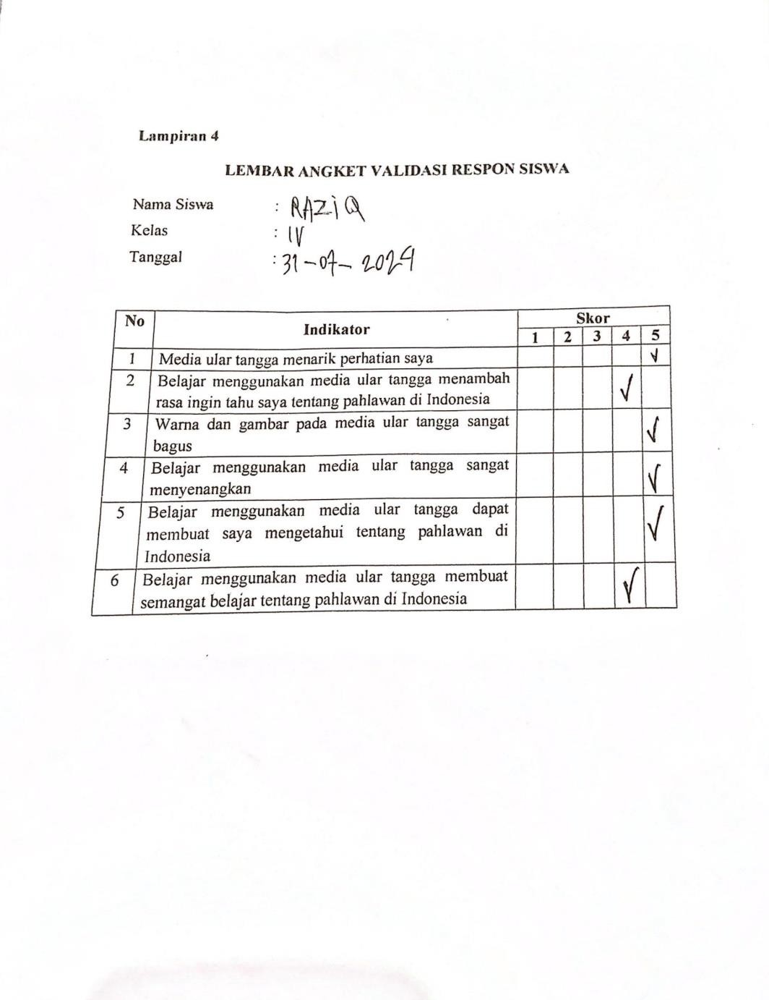 Lampiran 4
LEMBAR ANGKET VALIDASI RESPON SISWA
Nama Siswa : RAZiQ
Kelas : IV
Tanggal : 31-07-2024
No Indikator Skor
1 2 3 4 5
1 Media ular tangga menarik perhatian saya √
2 Belajar menggunakan media ular tangga menambah
rasa ingin tahu saya tentang pahlawan di Indonesia √
3 Warna dan gambar pada media ular tangga sangat
bagus √
4 Belajar menggunakan media ular tangga sangat
menyenangkan √
5 Belajar menggunakan media ular tangga dapat
membuat saya mengetahui tentang pahlawan di √
Indonesia
6 Belajar menggunakan media ular tangga membuat
semangat belajar tentang pahlawan di Indonesia √